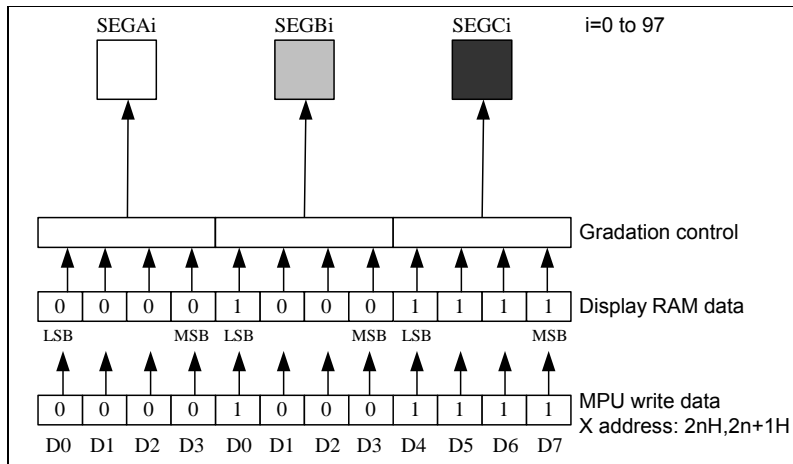 SEGAi SEGBi SEGCi i=0 to 97
Gradation control
0 0 0 0 1 0 0 0 1 1 1 1 Display RAM data
LSB MSB LSB MSB LSB MSB
0 0 0 0 1 0 0 0 1 1 1 1 MPU write data
X address: 2nH,2n+1H
D0 D1 D2 D3 D0 D1 D2 D3 D4 D5 D6 D7